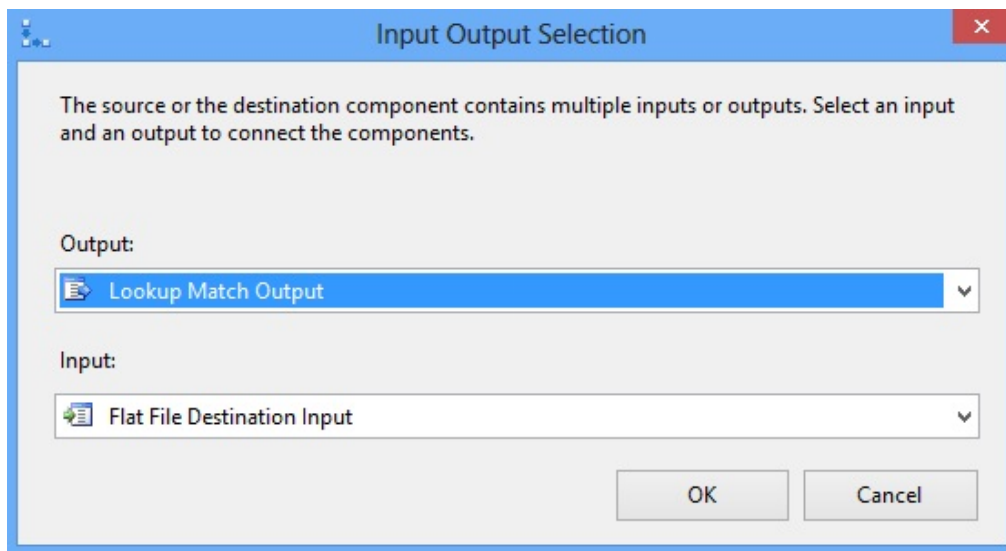 Input Output Selection
The source or the destination component contains multiple inputs or outputs. Select an input
and an output to connect the components.
Output:
Lookup Match Output
Input:
Flat File Destination Input
OK
Cancel